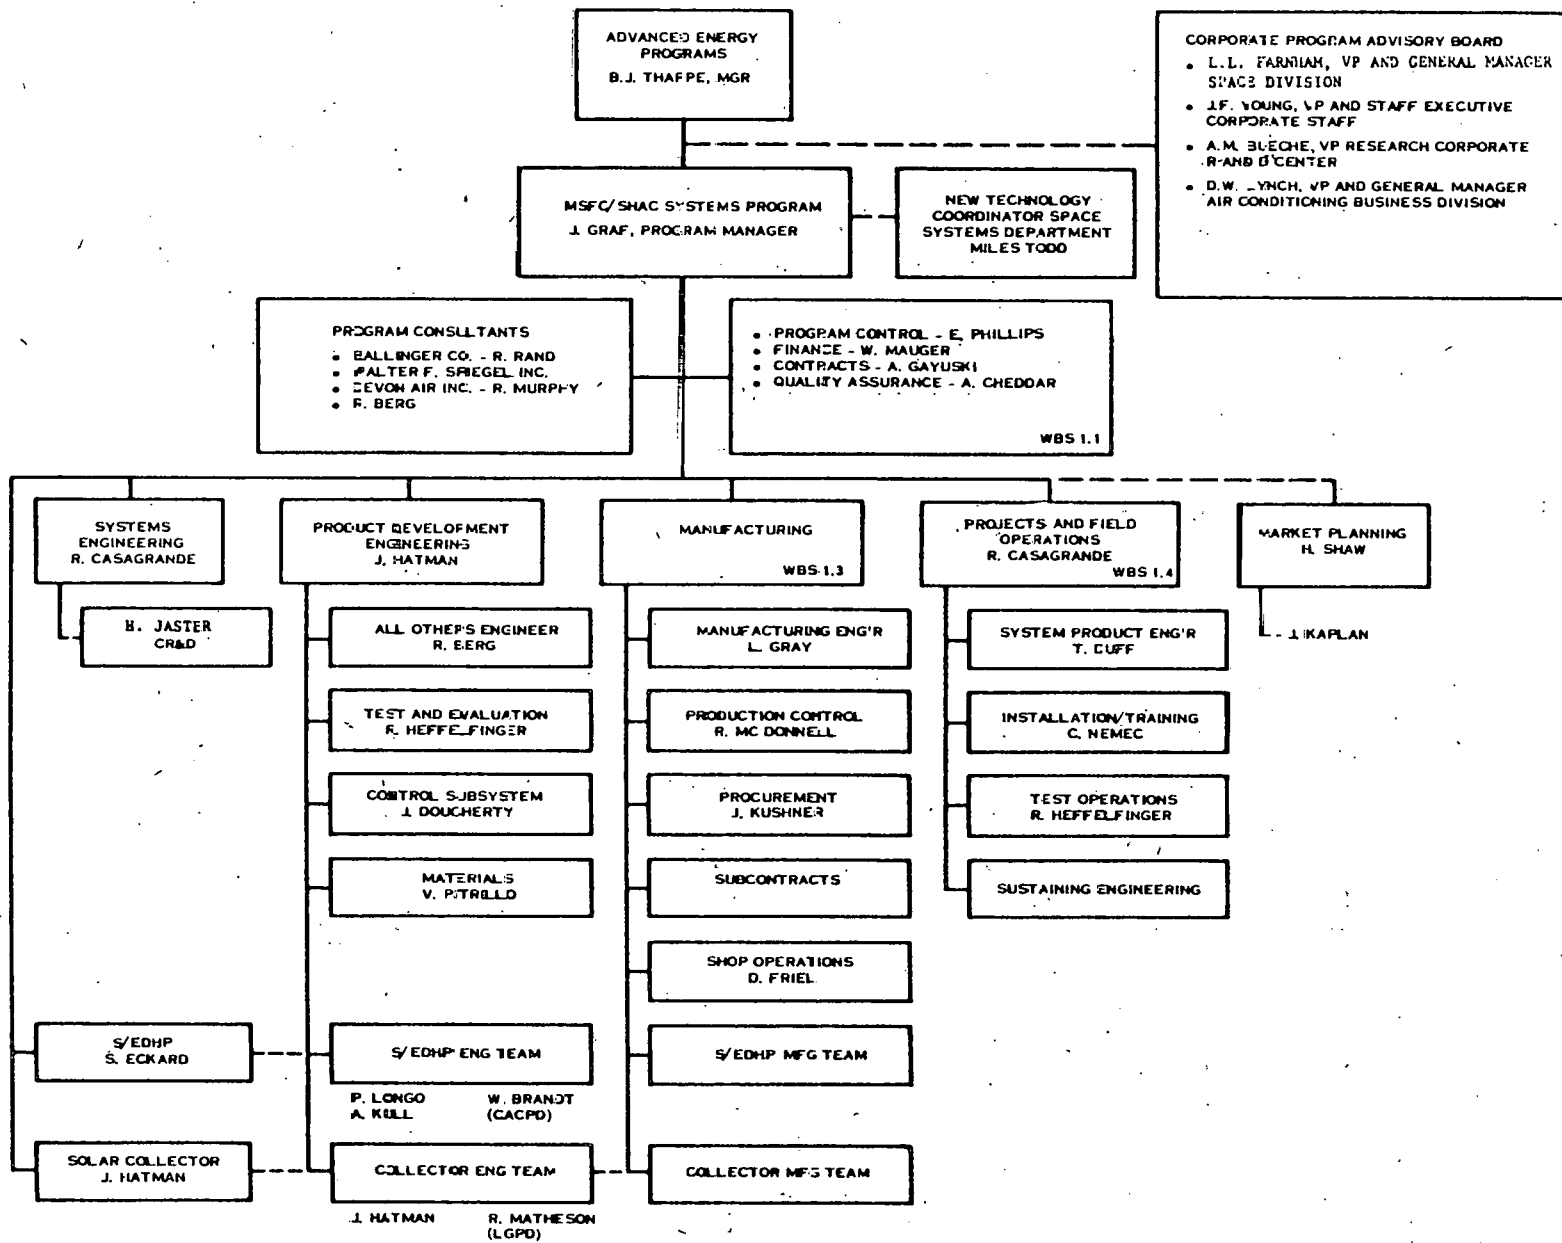 ADVANCED ENERGY
PROGRAMS
B.J. THAFPE, MGR
CORPORATE PROGRAM ADVISORY BOARD
• L.L. FARNHAM, VP AND GENERAL MANAGER
SPACE DIVISION
• J.F. YOUNG, VP AND STAFF EXECUTIVE
CORPORATE STAFF
• A.M. BUECHE, VP RESEARCH CORPORATE
R AND D CENTER
• D.W. LYNCH, VP AND GENERAL MANAGER
AIR CONDITIONING BUSINESS DIVISION
MSFC/SHAC SYSTEMS PROGRAM
J. GRAF, PROGRAM MANAGER
NEW TECHNOLOGY
COORDINATOR SPACE
SYSTEMS DEPARTMENT
MILES TODD
PROGRAM CONSULTANTS
• BALLINGER CO. - R. RAND
• WALTER F. SPIEGEL INC.
• DEVON AIR INC. - R. MURPHY
• R. BERG
• PROGRAM CONTROL - E. PHILLIPS
• FINANCE - W. MAUGER
• CONTRACTS - A. GAYUSKI
• QUALITY ASSURANCE - A. CHEDDAR
WBS 1.1
SYSTEMS
ENGINEERING
R. CASAGRANDE
PRODUCT DEVELOPMENT
ENGINEERING
J. HATMAN
MANUFACTURING
WBS 1.3
PROJECTS AND FIELD
OPERATIONS
R. CASAGRANDE
WBS 1.4
MARKET PLANNING
H. SHAW
H. JASTER
CR&D
ALL OTHERS ENGINEER
R. BERG
MANUFACTURING ENG'R
L. GRAY
SYSTEM PRODUCT ENG'R
T. CUFF
J. KAPLAN
TEST AND EVALUATION
R. HEFFELFINGER
PRODUCTION CONTROL
R. MC DONNELL
INSTALLATION/TRAINING
C. NEMEC
CONTROL SUBSYSTEM
J. DOUGHERTY
PROCUREMENT
J. KUSHNER
TEST OPERATIONS
R. HEFFELFINGER
MATERIALS
V. PITRILLO
SUBCONTRACTS
SUSTAINING ENGINEERING
SHOP OPERATIONS
D. FRIEL
S/EDHP
S. ECKARD
S/EDHP ENG TEAM
S/EDHP MFG TEAM
P. LONGO
A. KULL
W. BRANDT
(CACPD)
SOLAR COLLECTOR
J. HATMAN
COLLECTOR ENG TEAM
COLLECTOR MFG TEAM
J. HATMAN
R. MATHESON
(LGPD)